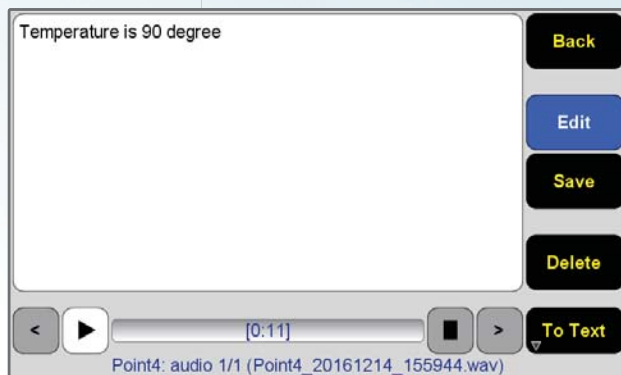 Temperature is 90 degree
Back
Edit
Save
Delete
< [0:11] > To Text
Point4: audio 1/1 (Point4_20161214_155944.wav)